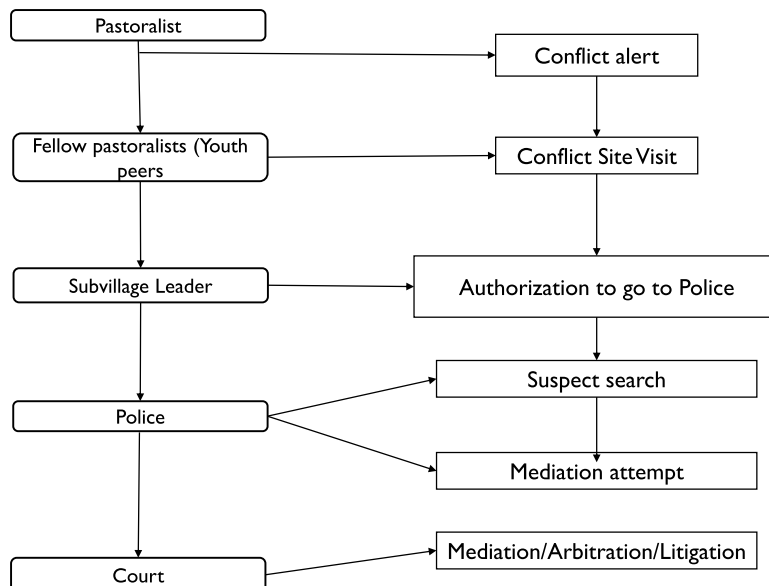 Pastoralist
Conflict alert
Fellow pastoralists (Youth
peers
Conflict Site Visit
Subvillage Leader
Authorization to go to Police
Suspect search
Police
Mediation attempt
Mediation/Arbitration/Litigation
Court